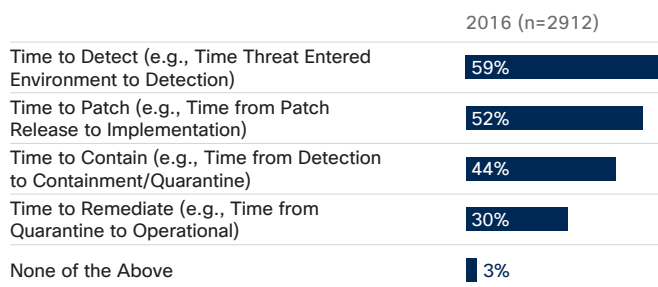 2016 (n=2912)
Time to Detect (e.g., Time Threat Entered
Environment to Detection)
59%
Time to Patch (e.g., Time from Patch
Release to Implementation)
52%
Time to Contain (e.g., Time from Detection
to Containment/Quarantine)
44%
Time to Remediate (e.g., Time from
Quarantine to Operational)
30%
None of the Above
3%